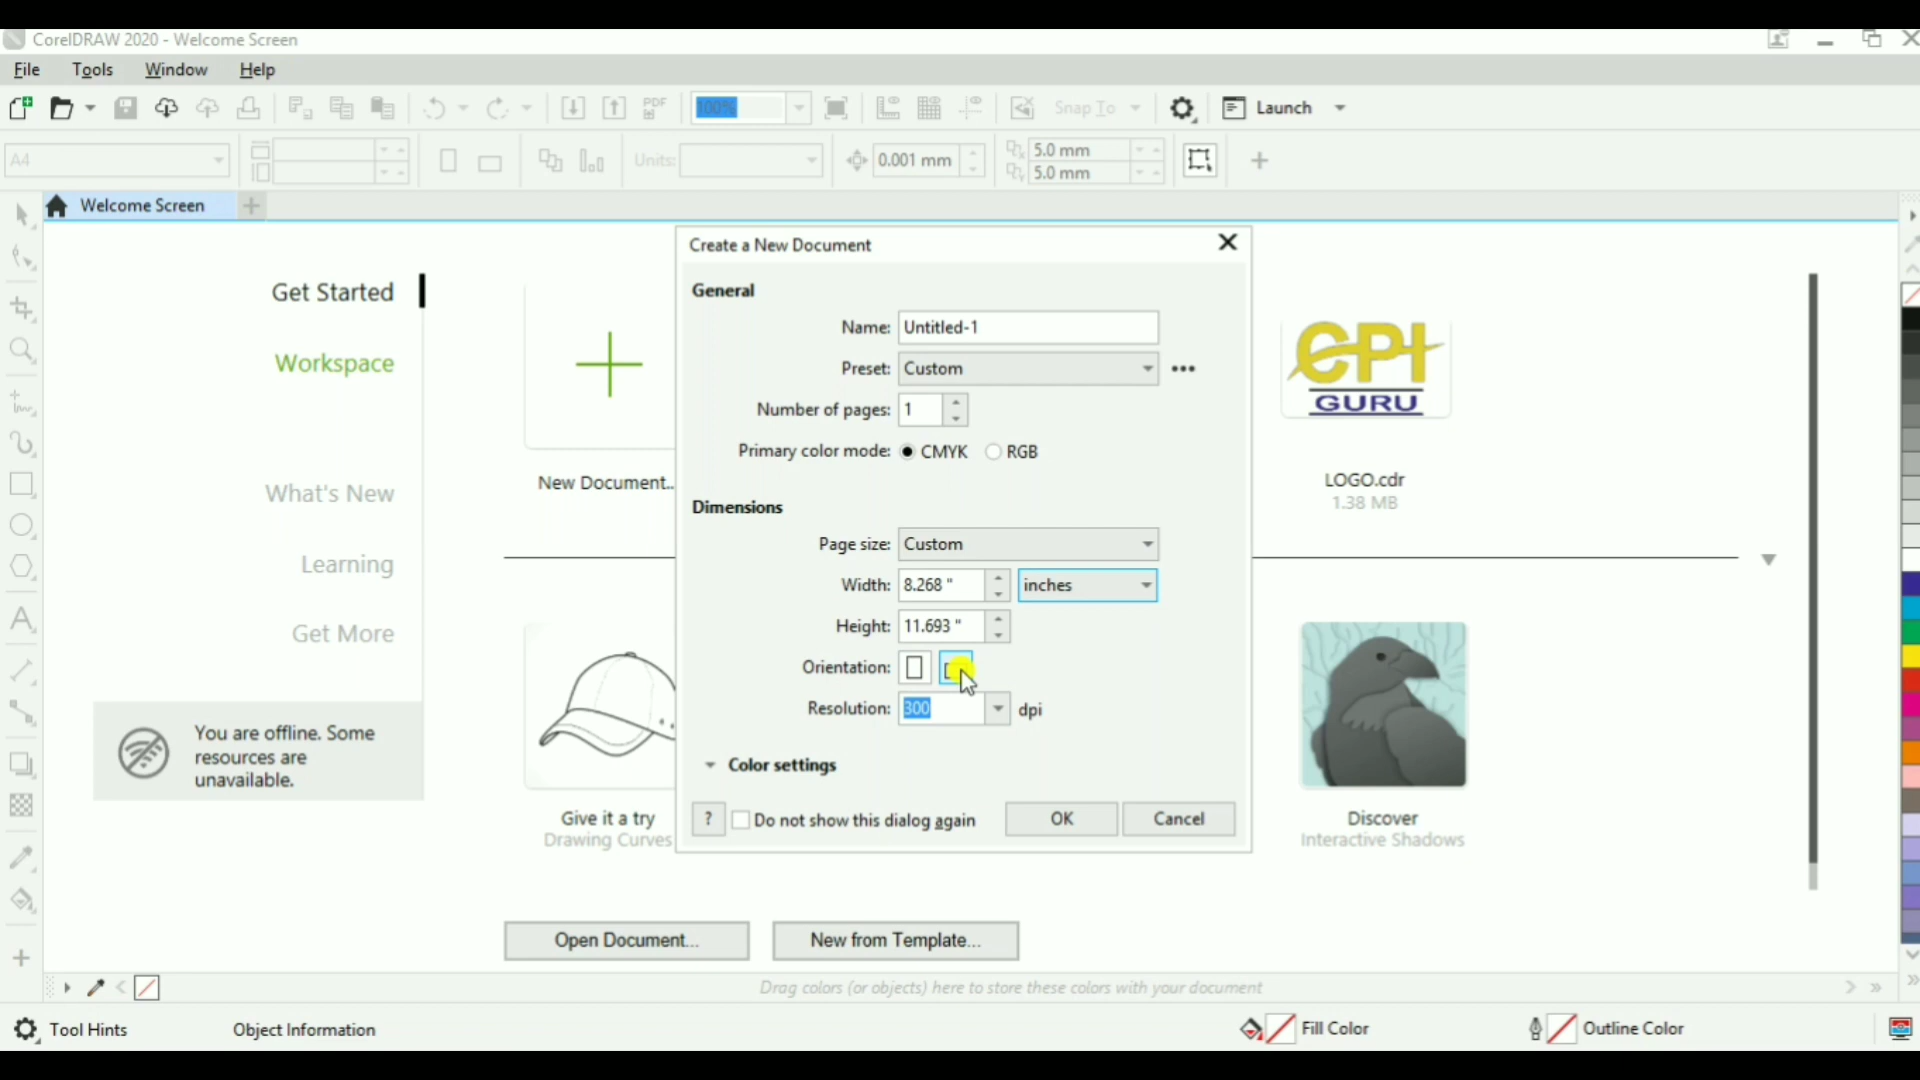 CorelDRAW 2020 - Welcome Screen
File Tools Window Help
PDF 100% Snap To Launch
A4 Units: 0.001 mm 5.0 mm
5.0 mm
Welcome Screen
Create a New Document
General
Get Started
Name: Untitled-1
Workspace
Preset: Custom
CPI
GURU
Number of pages: 1
Primary color mode: CMYK RGB
New Document...
LOGO.cdr
1.38 MB
What's New
Dimensions
Page size: Custom
Learning
Width: 8.268 " inches
Height: 11.693 "
Get More
Orientation:
Resolution: 300 dpi
You are offline. Some
resources are
unavailable.
Color settings
? Do not show this dialog again OK Cancel
Give it a try
Drawing Curves
Discover
Interactive Shadows
Open Document...
New from Template...
Drag colors (or objects) here to store these colors with your document
Tool Hints Object Information Fill Color Outline Color